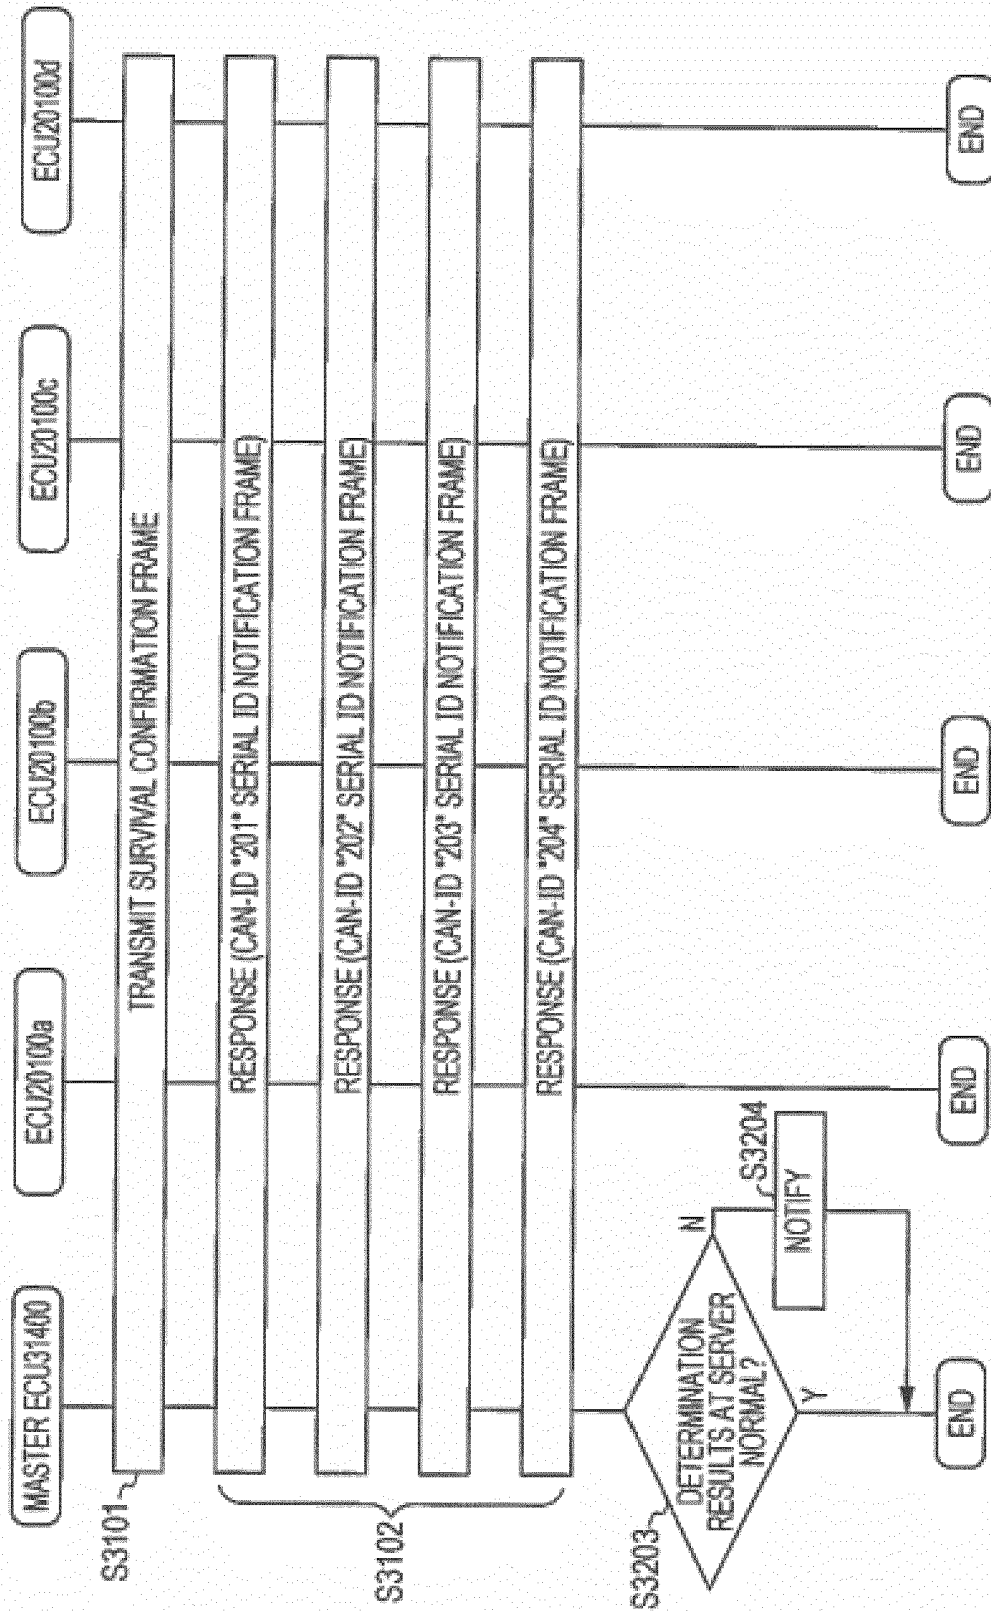 MASTER ECU31400
ECU20100a
ECU20100b
ECU20100c
ECU20100d
S3101
TRANSMIT SURVIVAL CONFIRMATION FRAME
S3102
RESPONSE (CAN-ID "201" SERIAL ID NOTIFICATION FRAME)
RESPONSE (CAN-ID "202" SERIAL ID NOTIFICATION FRAME)
RESPONSE (CAN-ID "203" SERIAL ID NOTIFICATION FRAME)
RESPONSE (CAN-ID "204" SERIAL ID NOTIFICATION FRAME)
S3203
DETERMINATION
RESULTS AT SERVER
NORMAL?
N
S3204
NOTIFY
Y
END
END
END
END
END